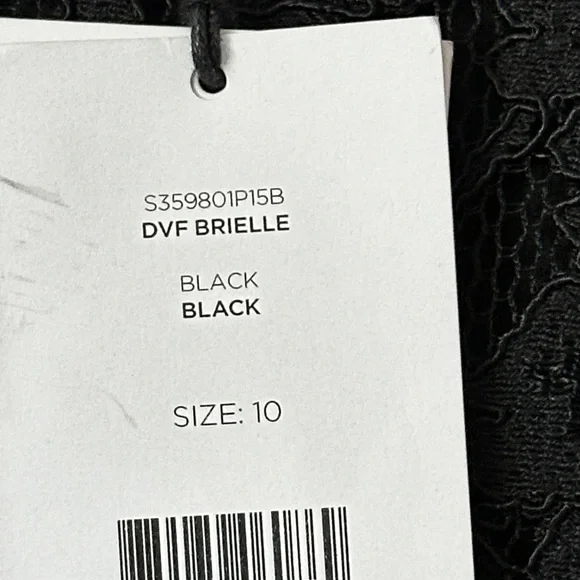 S359801P15B
DVF BRIELLE
BLACK
BLACK
SIZE: 10